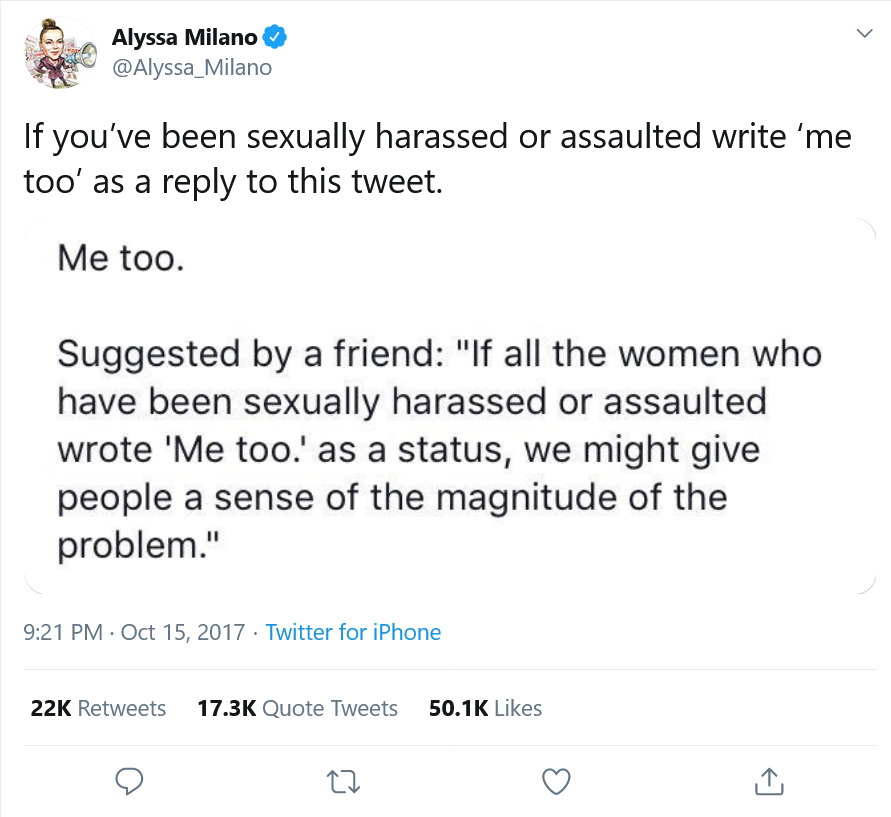 Alyssa Milano
@Alyssa_Milano
If you’ve been sexually harassed or assaulted write ‘me
too’ as a reply to this tweet.
Me too.
Suggested by a friend: "If all the women who
have been sexually harassed or assaulted
wrote 'Me too.' as a status, we might give
people a sense of the magnitude of the
problem."
9:21 PM · Oct 15, 2017 · Twitter for iPhone
22K Retweets 17.3K Quote Tweets 50.1K Likes